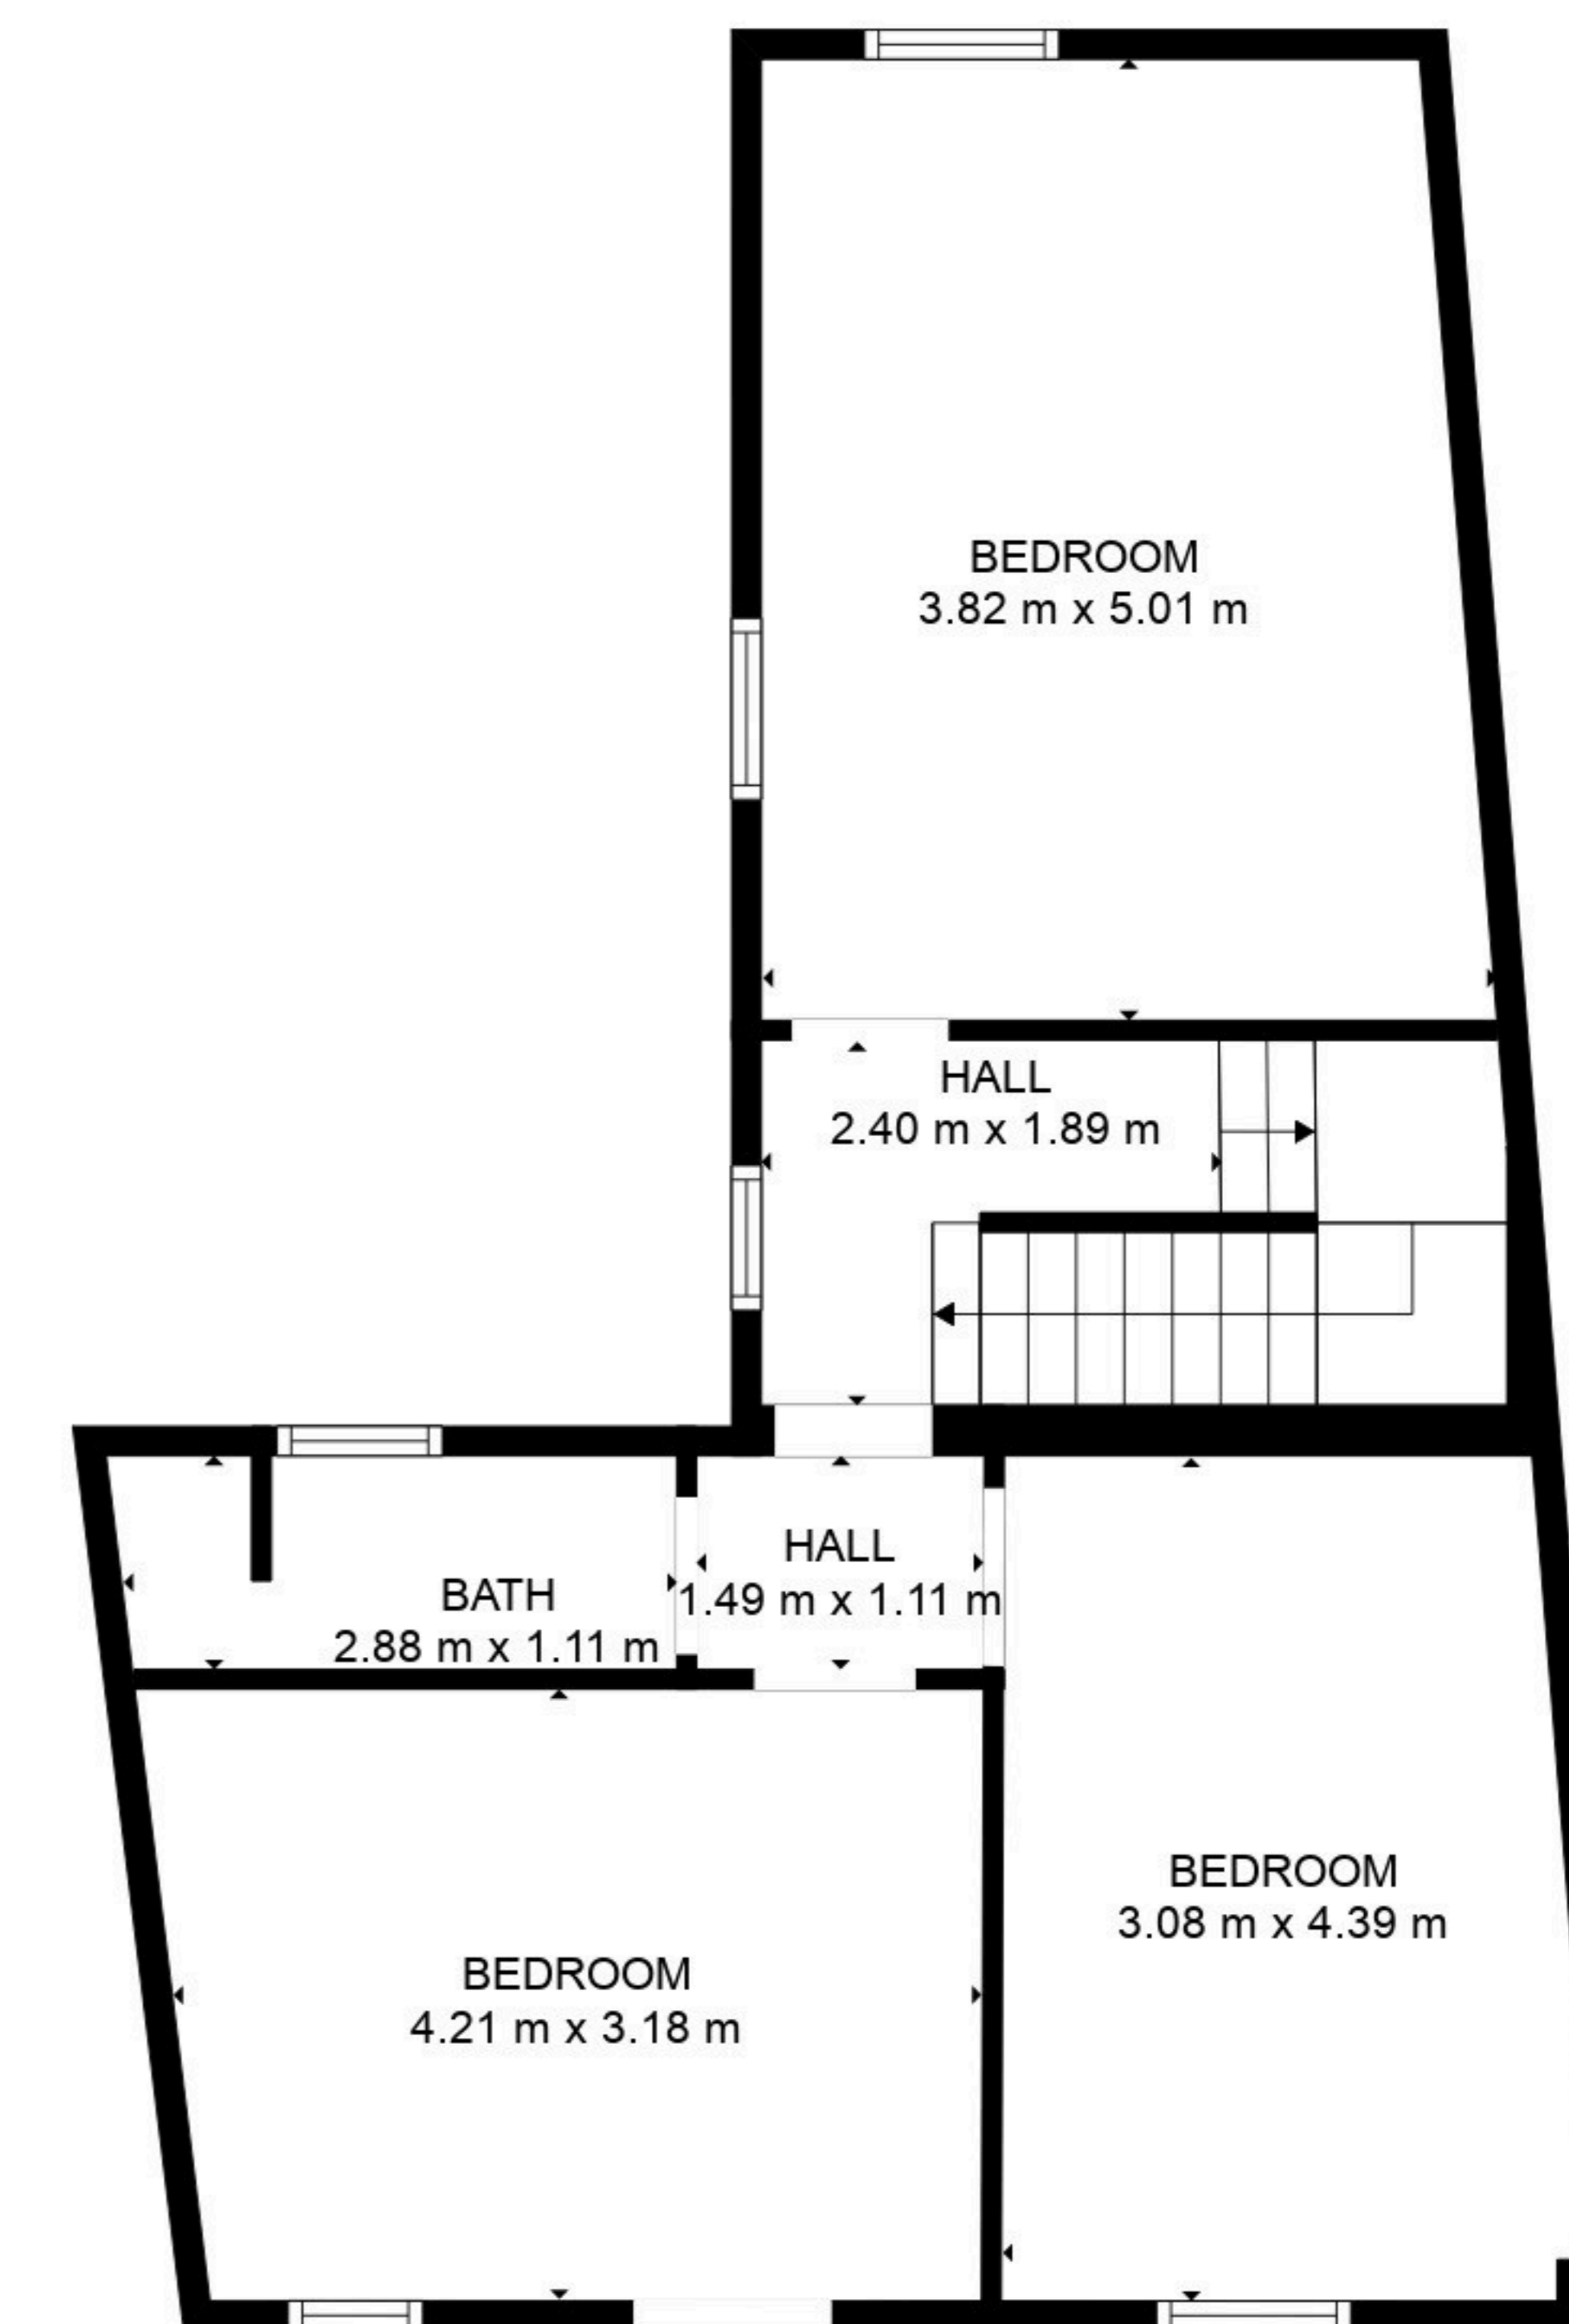 BEDROOM
3.82 m x 5.01 m
HALL
2.40 m x 1.89 m
HALL
1.49 m x 1.11 m
BATH
2.88 m x 1.11 m
BEDROOM
3.08 m x 4.39 m
BEDROOM
4.21 m x 3.18 m